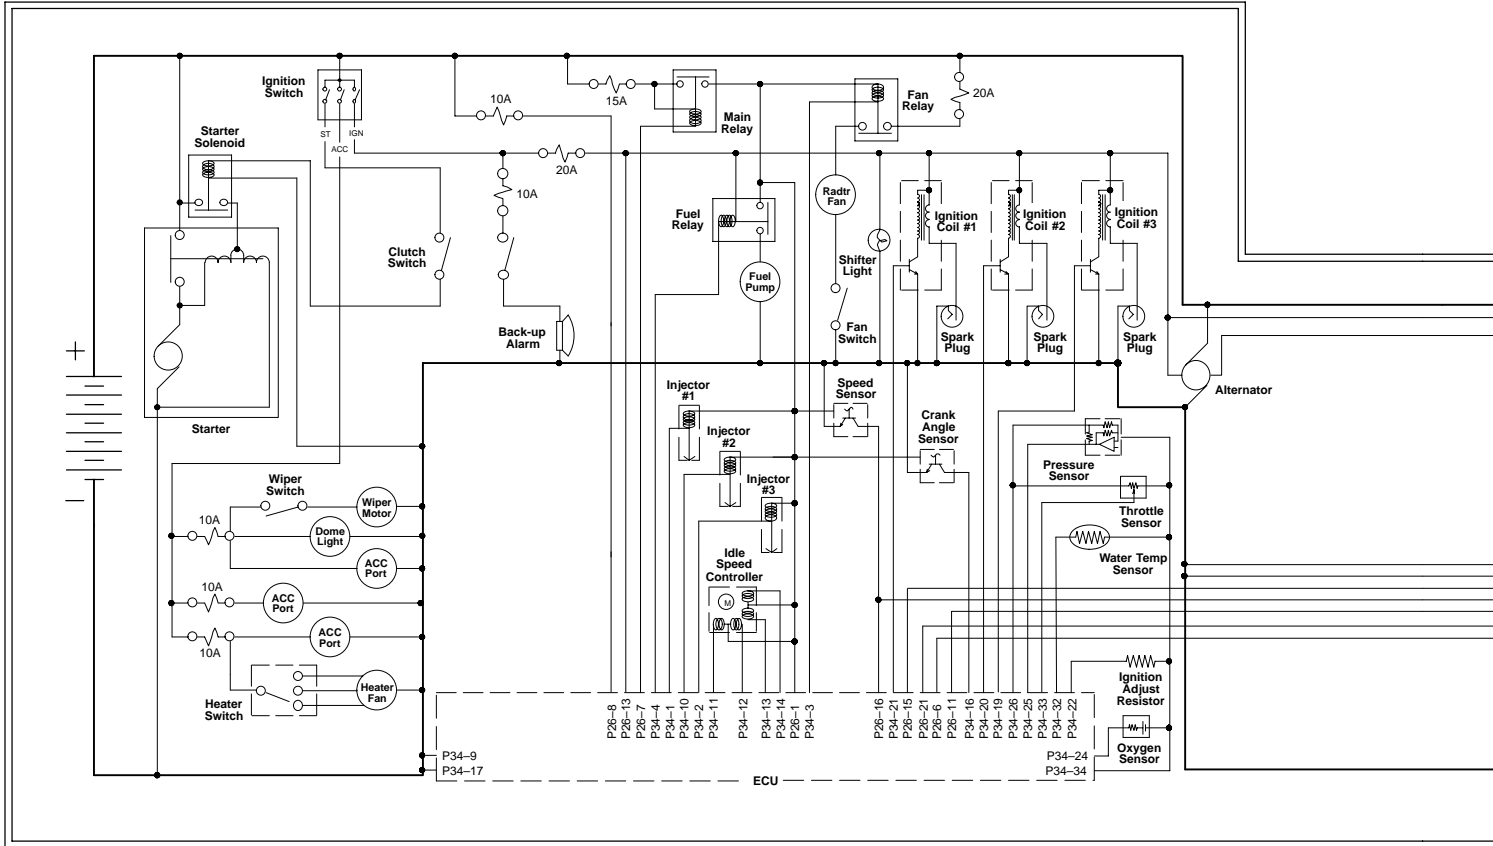 Ignition
Switch
ST
IGN
ACC
10A
15A
Main
Relay
Fan
Relay
20A
Starter
Solenoid
20A
10A
Fuel
Relay
Radtr
Fan
Ignition
Coil #1
Ignition
Coil #2
Ignition
Coil #3
Clutch
Switch
Shifter
Light
Fuel
Pump
Back-up
Alarm
Fan
Switch
Spark
Plug
Spark
Plug
Spark
Plug
+
−
Starter
Alternator
Injector
#1
Injector
#2
Injector
#3
Speed
Sensor
Crank
Angle
Sensor
Pressure
Sensor
Throttle
Sensor
Water Temp
Sensor
Wiper
Switch
Wiper
Motor
10A
Dome
Light
ACC
Port
10A
ACC
Port
10A
ACC
Port
Heater
Switch
Heater
Fan
Idle
Speed
Controller
M
Ignition
Adjust
Resistor
Oxygen
Sensor
P26–8
P26–13
P26–7
P34–4
P34–1
P34–10
P34–2
P34–11
P34–12
P34–13
P34–14
P26–1
P34–3
P26–16
P34–21
P26–15
P26–21
P26–6
P26–11
P34–16
P34–20
P34–19
P34–26
P34–25
P34–33
P34–32
P34–22
P34–9
P34–17
P34–24
P34–34
ECU